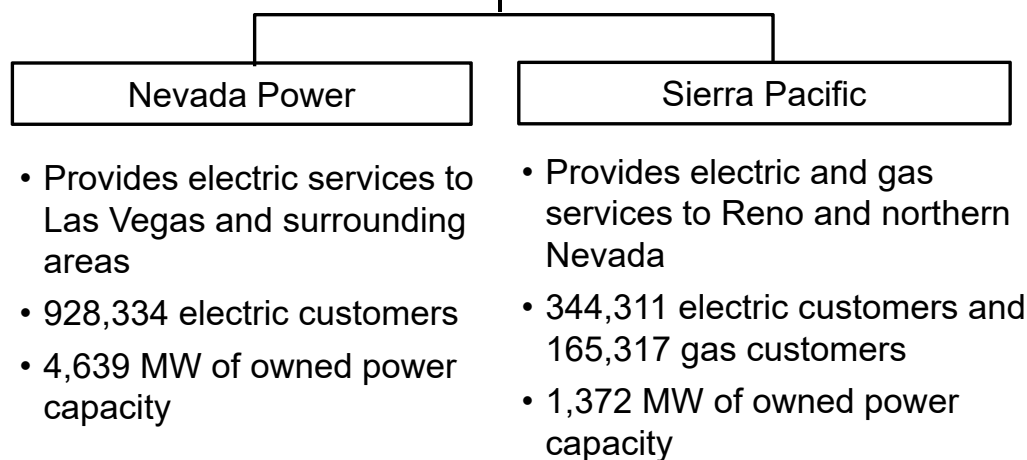 Nevada Power
• Provides electric services to
Las Vegas and surrounding
areas
• 928,334 electric customers
• 4,639 MW of owned power
capacity
Sierra Pacific
• Provides electric and gas
services to Reno and northern
Nevada
• 344,311 electric customers and
165,317 gas customers
• 1,372 MW of owned power
capacity